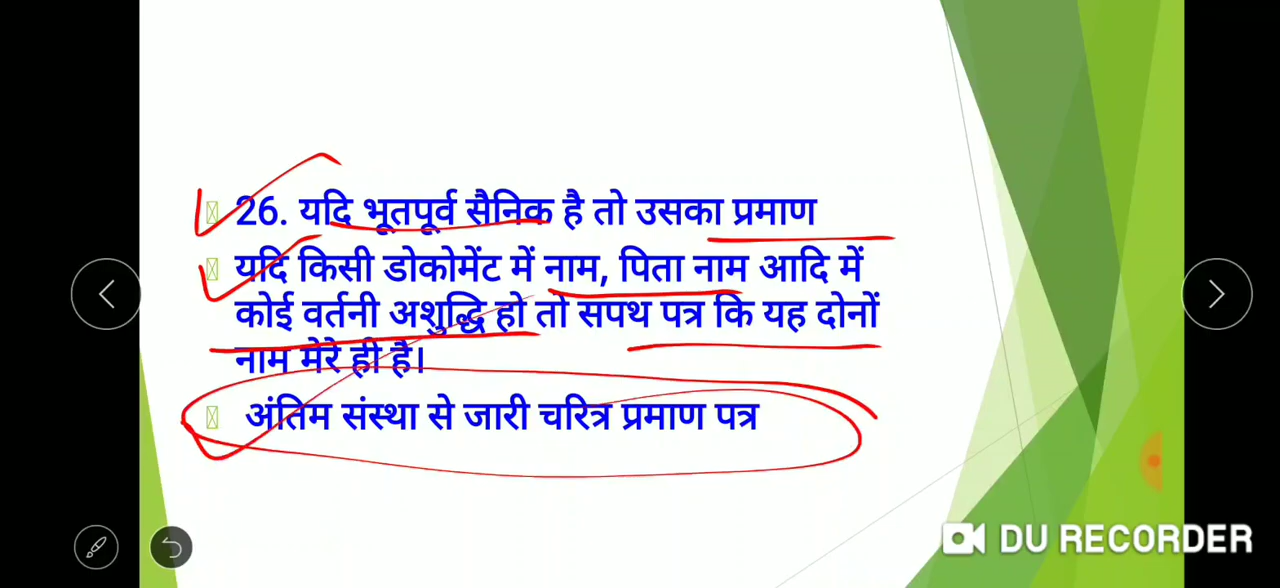 26. यदि भूतपूर्व सैनिक है तो उसका प्रमाण
यदि किसी डोकोमेंट में नाम, पिता नाम आदि में
कोई वर्तनी अशुद्धि हो तो सपथ पत्र कि यह दोनों
नाम मेरे ही है।
अंतिम संस्था से जारी चरित्र प्रमाण पत्र
DU RECORDER